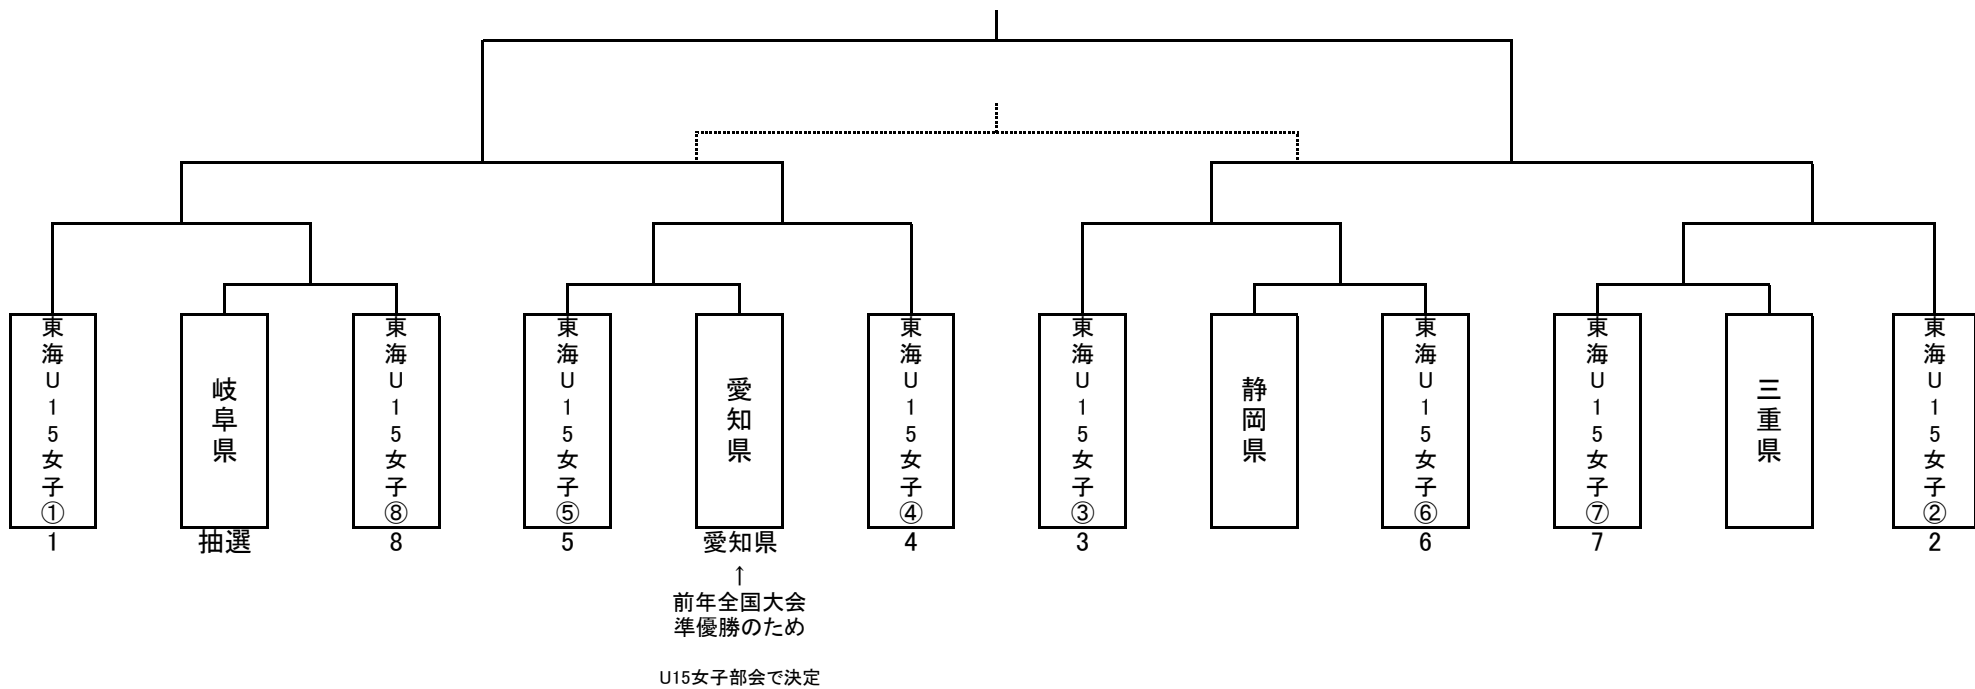 東海U15女子①
岐阜県
東海U15女子⑧
東海U15女子⑤
愛知県
東海U15女子④
東海U15女子③
静岡県
東海U15女子⑥
東海U15女子⑦
三重県
東海U15女子②
1
抽選
8
5
愛知県
4
3
6
7
2
↑
前年全国大会
準優勝のため
U15女子部会で決定